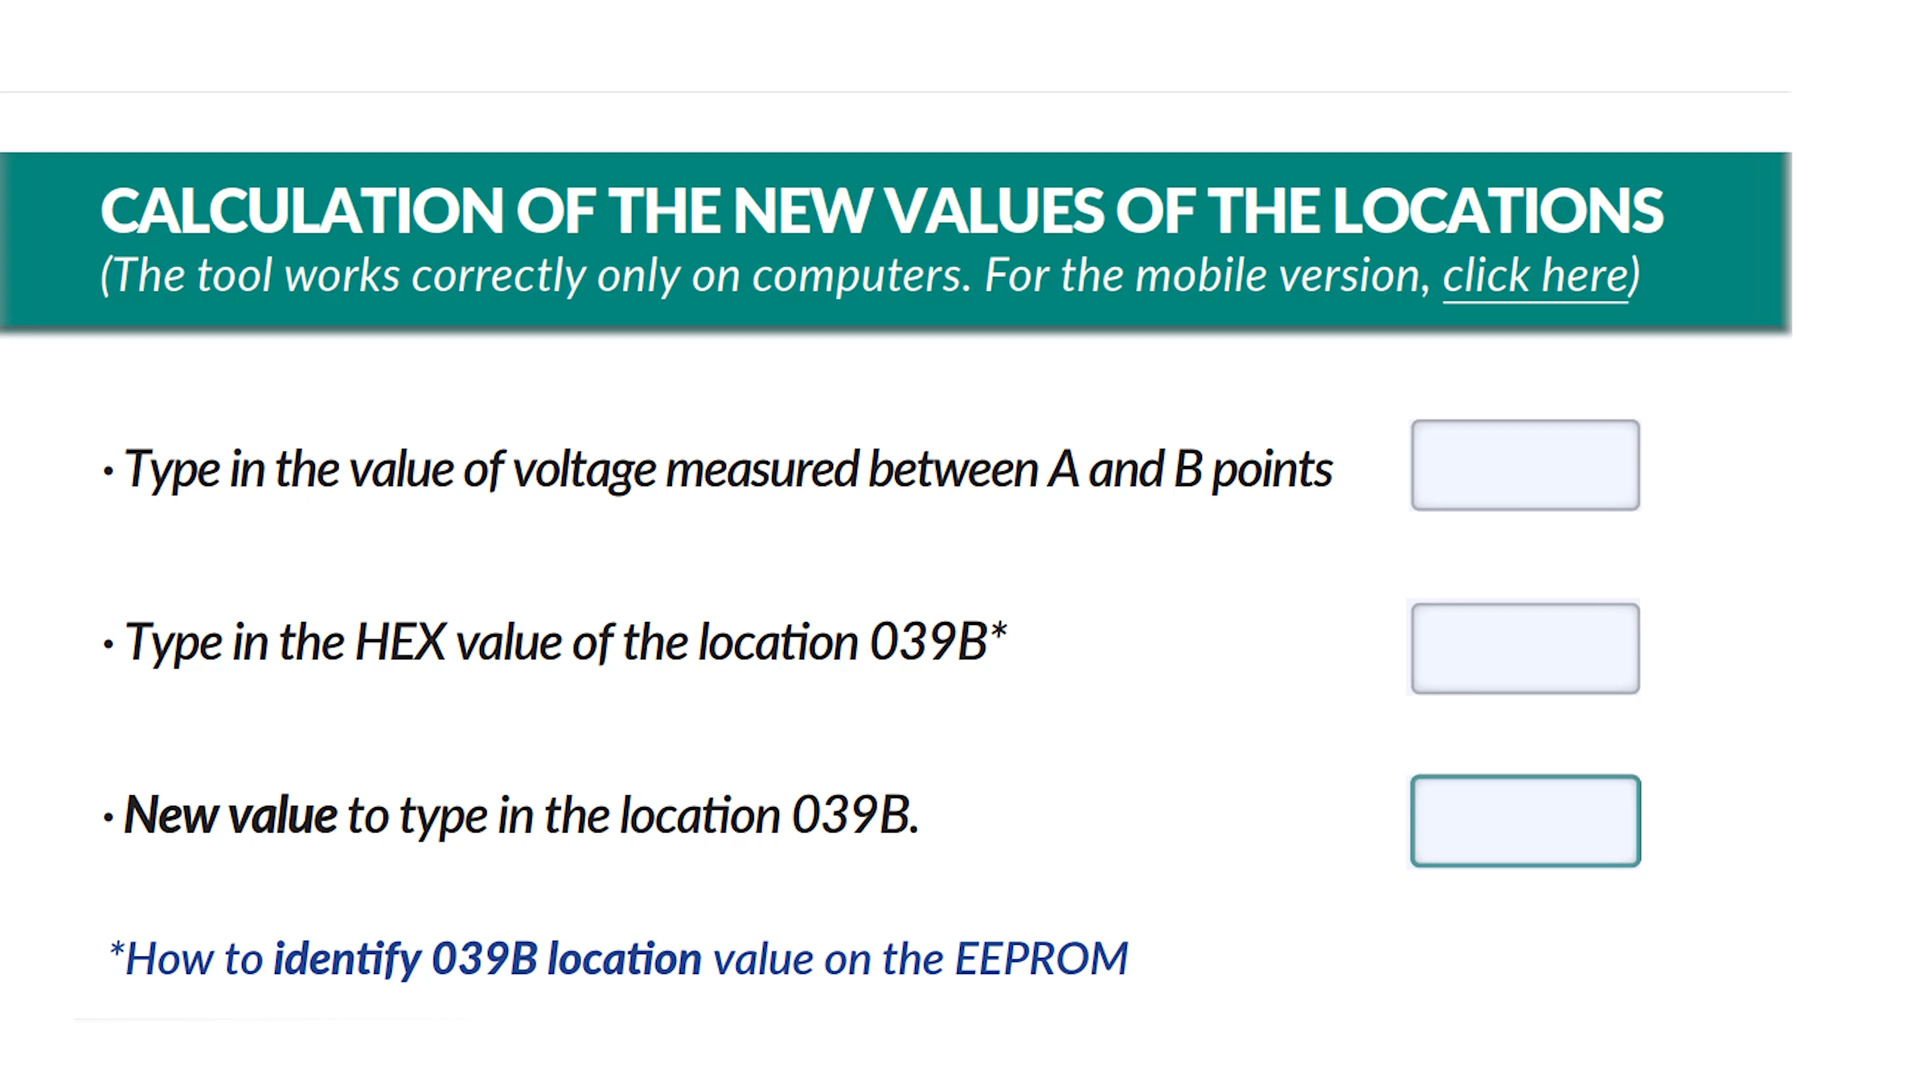 CALCULATION OF THE NEW VALUES OF THE LOCATIONS
(The tool works correctly only on computers. For the mobile version, click here)
· Type in the value of voltage measured between A and B points
· Type in the HEX value of the location 039B*
· New value to type in the location 039B.
*How to identify 039B location value on the EEPROM